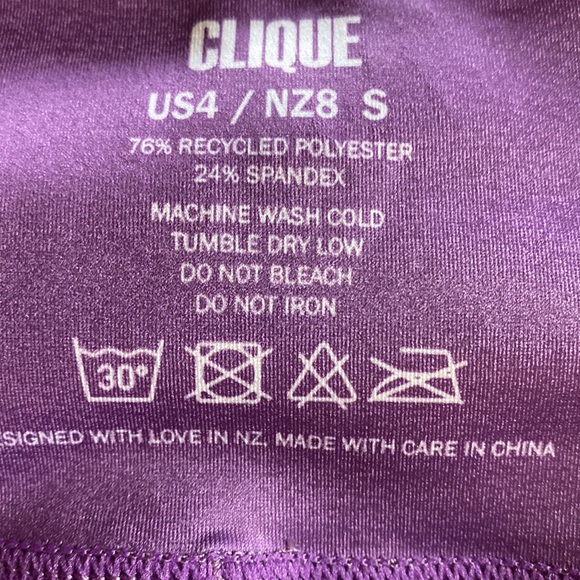 CLIQUE
US4 / NZ8 S
76% RECYCLED POLYESTER
24% SPANDEX
MACHINE WASH COLD
TUMBLE DRY LOW
DO NOT BLEACH
DO NOT IRON
30°
ESIGNED WITH LOVE IN NZ. MADE WITH CARE IN CHINA